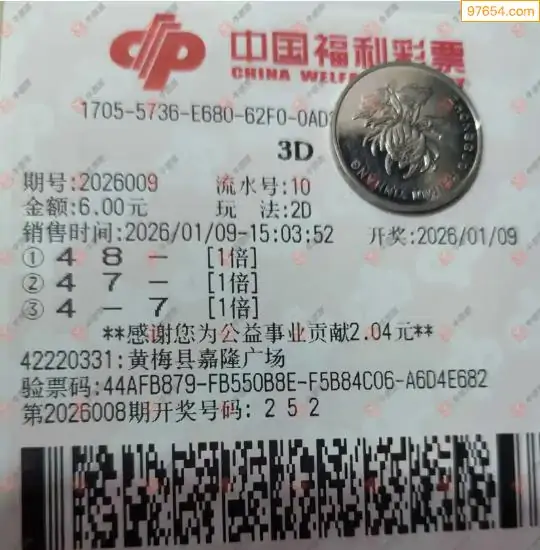 97654.com
中国福利彩票
CHINA WELFARE
1705-5736-E680-62F0-0AD
3D
期号:2026009 流水号:10
金额:6.00元 玩 法:2D
销售时间:2026/01/09-15:03:52 开奖:2026/01/09
① 4 8 - [1倍]
② 4 7 - [1倍]
③ 4 - 7 [1倍]
**感谢您为公益事业贡献2.04元**
42220331:黄梅县嘉隆广场
验票码:44AFB879-FB550B8E-F5B84C06-A6D4E682
第2026008期开奖号码: 2 5 2